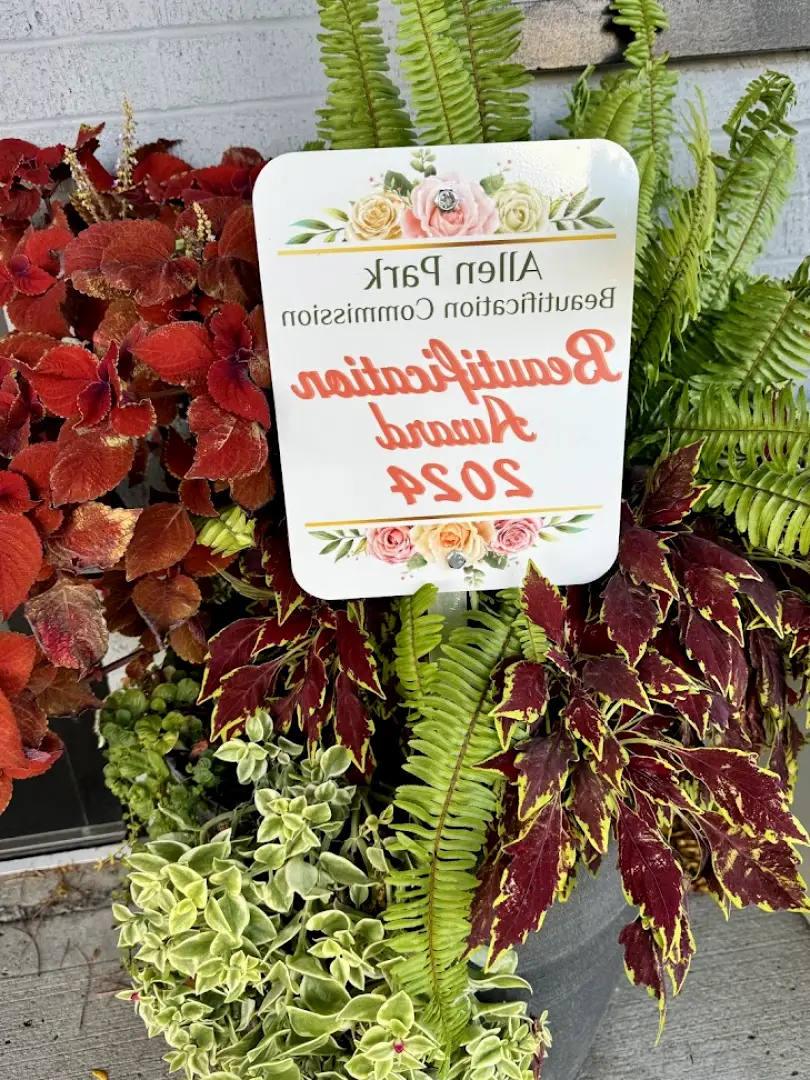 Allen Park
Beautification Commission
Beautification
Award
2024